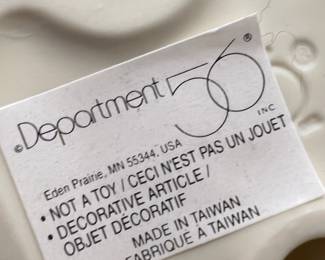 © Department 56 ®
INC
Eden Prairie, MN 55344, USA
• NOT A TOY / CECI N'EST PAS UN JOUET
• DECORATIVE ARTICLE /
OBJET DÉCORATIF
MADE IN TAIWAN
FABRIQUE A TAIWAN